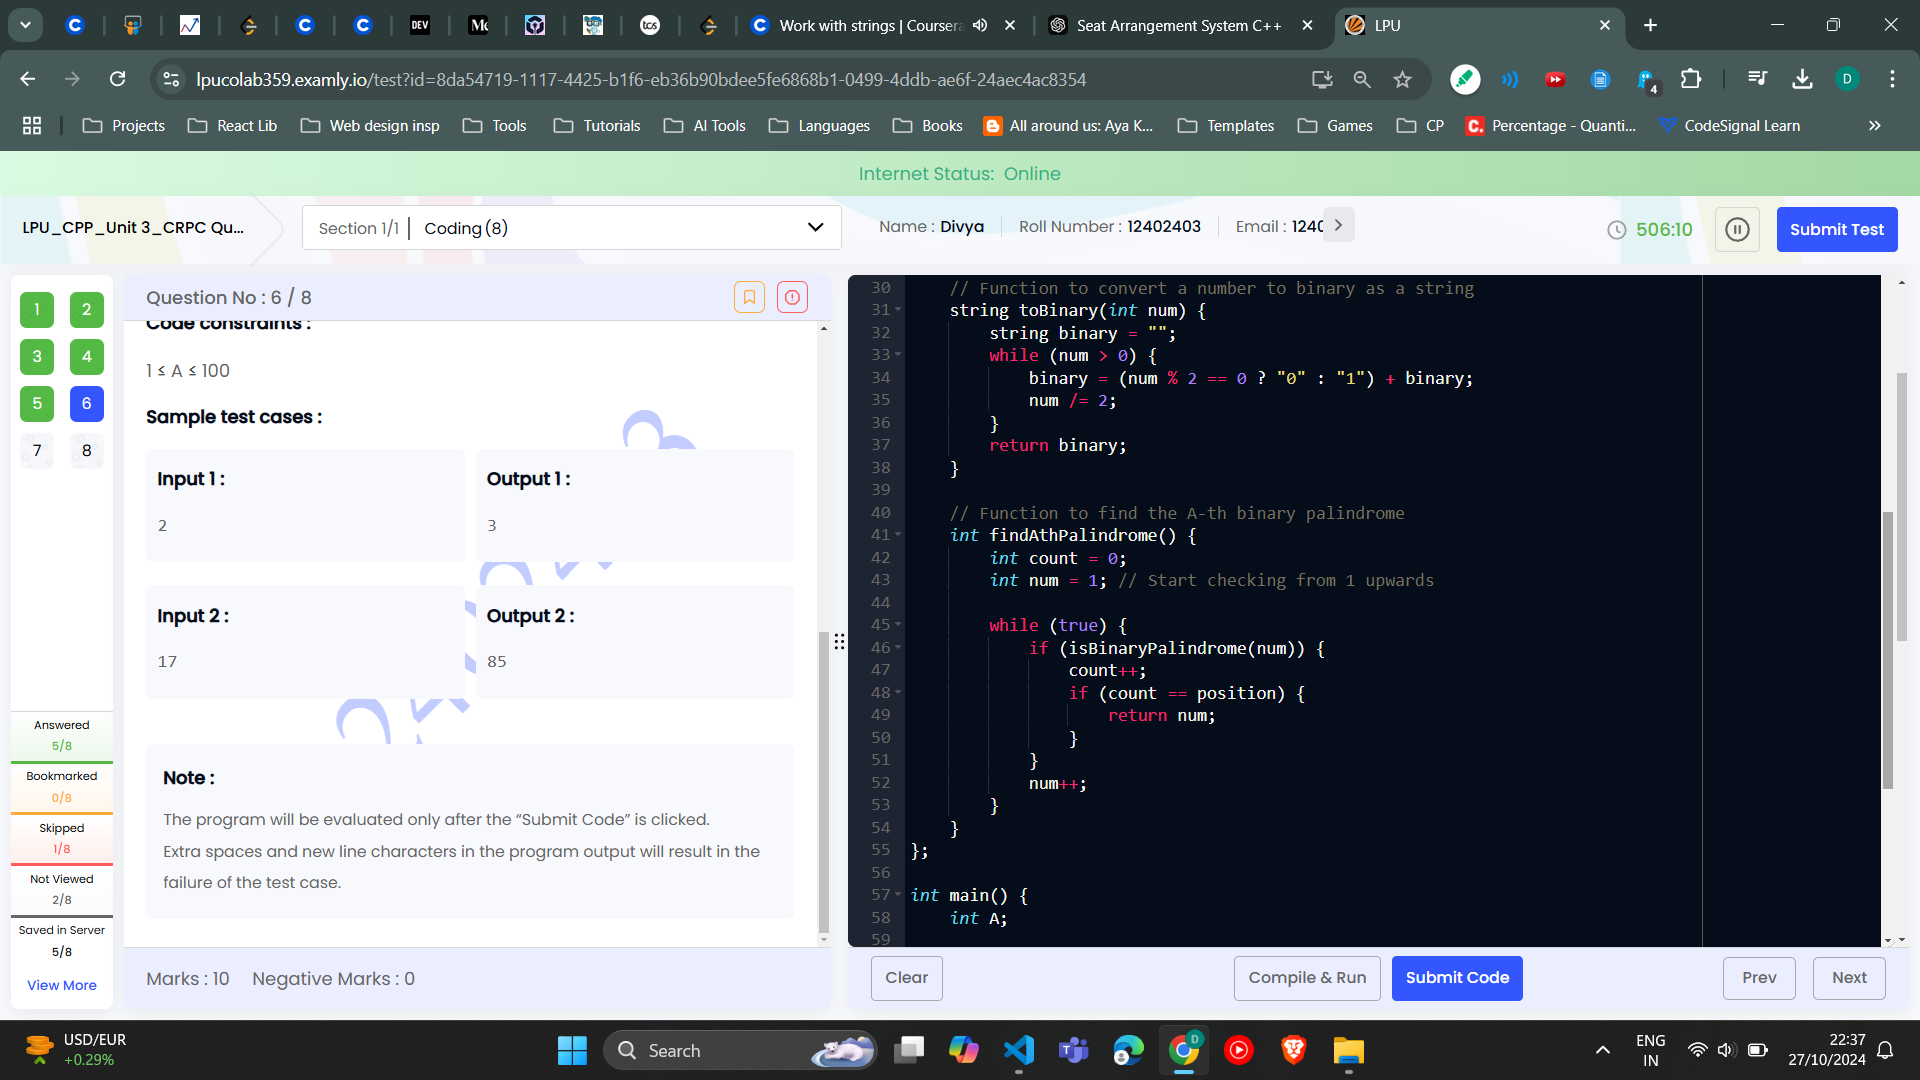 Work with strings | Coursera
Seat Arrangement System C++
LPU
lpucolab359.examly.io/test?id=8da54719-1117-4425-b1f6-eb36b90bdee5fe6868b1-0499-4ddb-ae6f-24aec4ac8354
4
D
Projects
React Lib
Web design insp
Tools
Tutorials
AI Tools
Languages
Books
All around us: Aya K...
Templates
Games
CP
Percentage - Quanti...
CodeSignal Learn
Internet Status: Online
LPU_CPP_Unit 3_CRPC Qu...
Section 1/1 | Coding (8)
Name : Divya
Roll Number : 12402403
Email : 1240
506:10
Submit Test
1 2
3 4
5 6
7 8
Answered
5/8
Bookmarked
0/8
Skipped
1/8
Not Viewed
2/8
Saved in Server
5/8
View More
Question No : 6 / 8
Code constraints :
1 ≤ A ≤ 100
Sample test cases :
Input 1 :
2
Output 1 :
3
Input 2 :
17
Output 2 :
85
Note :
The program will be evaluated only after the “Submit Code” is clicked.
Extra spaces and new line characters in the program output will result in the
failure of the test case.
Marks : 10 Negative Marks : 0
30 // Function to convert a number to binary as a string
31 string toBinary(int num) {
32 string binary = "";
33 while (num > 0) {
34 binary = (num % 2 == 0 ? "0" : "1") + binary;
35 num /= 2;
36 }
37 return binary;
38 }
39
40 // Function to find the A-th binary palindrome
41 int findAthPalindrome() {
42 int count = 0;
43 int num = 1; // Start checking from 1 upwards
44
45 while (true) {
46 if (isBinaryPalindrome(num)) {
47 count++;
48 if (count == position) {
49 return num;
50 }
51 }
52 num++;
53 }
54 }
55 };
56
57 int main() {
58 int A;
59
Clear
Compile & Run
Submit Code
Prev
Next
USD/EUR
+0.29%
Search
ENG
IN
22:37
27/10/2024